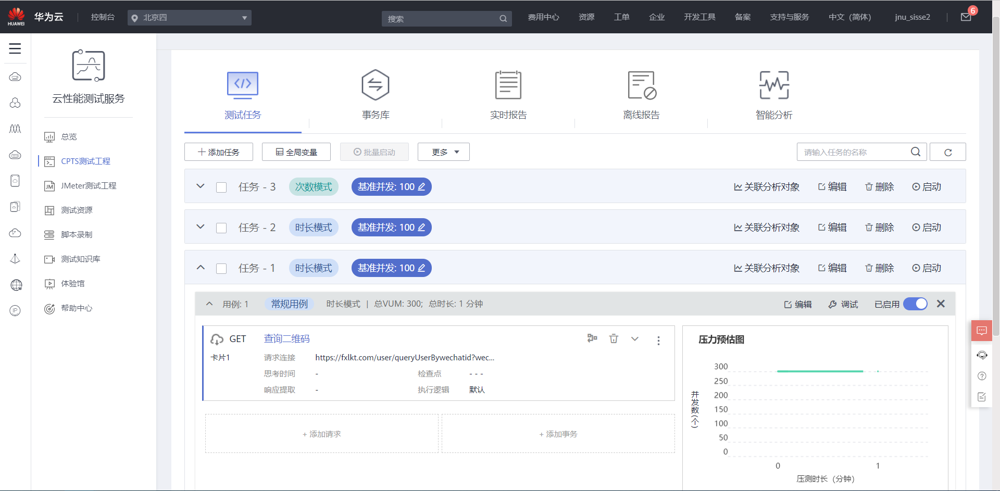 HUAWEI
华为云
控制台
北京四
搜索
费用中心
资源
工单
企业
开发工具
备案
支持与服务
中文（简体）
jnu_sisse2
6
云性能测试服务
总览
CPTS测试工程
JM
JMeter测试工程
测试资源
脚本录制
测试知识库
体验馆
帮助中心
IP
测试任务
事务库
实时报告
离线报告
智能分析
添加任务
全局变量
批量启动
更多
请输入任务的名称
任务 - 3 次数模式 基准并发: 100 关联分析对象 编辑 删除 启动
任务 - 2 时长模式 基准并发: 100 关联分析对象 编辑 删除 启动
任务 - 1 时长模式 基准并发: 100 关联分析对象 编辑 删除 启动
用例: 1 常规用例 时长模式 | 总VUM: 300; 总时长: 1 分钟 编辑 调试 已启用
GET 查询二维码
卡片1 请求连接 https://fxlkt.com/user/queryUserBywechatid?wec...
思考时间 - 检查点 - - -
响应提取 - 执行逻辑 默认
+ 添加请求
+ 添加事务
压力预估图
300
250
200
150
100
50
0
并发数(个)
0 1
压测时长（分钟）